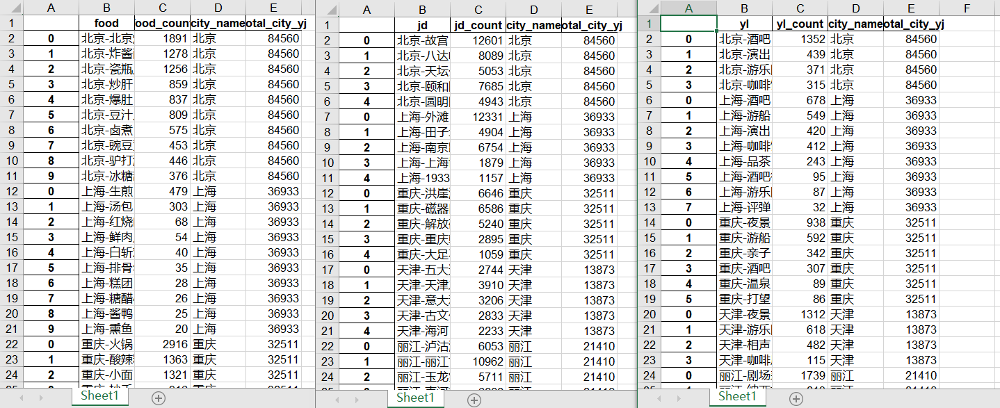 A B C D E
1 food ood_coun city_name otal_city_yj
2 0 北京-北京 1891 北京 84560
3 1 北京-炸酱 1278 北京 84560
4 2 北京-瓷瓶 1256 北京 84560
5 3 北京-炒肝 859 北京 84560
6 4 北京-爆肚 837 北京 84560
7 5 北京-豆汁 809 北京 84560
8 6 北京-卤煮 575 北京 84560
9 7 北京-豌豆 453 北京 84560
10 8 北京-驴打 446 北京 84560
11 9 北京-冰糖 376 北京 84560
12 0 上海-生煎 479 上海 36933
13 1 上海-汤包 303 上海 36933
14 2 上海-红烧 68 上海 36933
15 3 上海-鲜肉 54 上海 36933
16 4 上海-白斩 40 上海 36933
17 5 上海-排骨 35 上海 36933
18 6 上海-糕团 28 上海 36933
19 7 上海-糖醋 26 上海 36933
20 8 上海-酱鸭 25 上海 36933
21 9 上海-熏鱼 20 上海 36933
22 0 重庆-火锅 2916 重庆 32511
23 1 重庆-酸辣 1363 重庆 32511
24 2 重庆-小面 1321 重庆 32511
Sheet1
A B C D E
1 jd jd_count city_name otal_city_yj
2 0 北京-故宫 12601 北京 84560
3 1 北京-八达 8089 北京 84560
4 2 北京-天坛 5053 北京 84560
5 3 北京-颐和 7685 北京 84560
6 4 北京-圆明 4943 北京 84560
7 0 上海-外滩 12331 上海 36933
8 1 上海-田子 4904 上海 36933
9 2 上海-南京 6754 上海 36933
10 3 上海-上海 1879 上海 36933
11 4 上海-1933 1157 上海 36933
12 0 重庆-洪崖 6646 重庆 32511
13 1 重庆-磁器 6586 重庆 32511
14 2 重庆-解放 5240 重庆 32511
15 3 重庆-重庆 2895 重庆 32511
16 4 重庆-大足 1059 重庆 32511
17 0 天津-五大 2744 天津 13873
18 1 天津-天津 3910 天津 13873
19 2 天津-意大 3206 天津 13873
20 3 天津-古文 2833 天津 13873
21 4 天津-海河 2233 天津 13873
22 0 丽江-泸沽 6053 丽江 21410
23 1 丽江-丽江 10962 丽江 21410
24 2 丽江-玉龙 5711 丽江 21410
Sheet1
A B C D E F
1 yl yl_count city_name otal_city_yj
2 0 北京-酒吧 1352 北京 84560
3 1 北京-演出 439 北京 84560
4 2 北京-游乐 371 北京 84560
5 3 北京-咖啡 315 北京 84560
6 0 上海-酒吧 678 上海 36933
7 1 上海-游船 549 上海 36933
8 2 上海-演出 420 上海 36933
9 3 上海-咖啡 412 上海 36933
10 4 上海-品茶 243 上海 36933
11 5 上海-酒吧 95 上海 36933
12 6 上海-游乐 87 上海 36933
13 7 上海-评弹 32 上海 36933
14 0 重庆-夜景 938 重庆 32511
15 1 重庆-游船 592 重庆 32511
16 2 重庆-亲子 342 重庆 32511
17 3 重庆-酒吧 307 重庆 32511
18 4 重庆-温泉 89 重庆 32511
19 5 重庆-打望 86 重庆 32511
20 0 天津-夜景 1312 天津 13873
21 1 天津-游乐 618 天津 13873
22 2 天津-相声 482 天津 13873
23 3 天津-咖啡 115 天津 13873
24 0 丽江-剧场 1739 丽江 21410
Sheet1